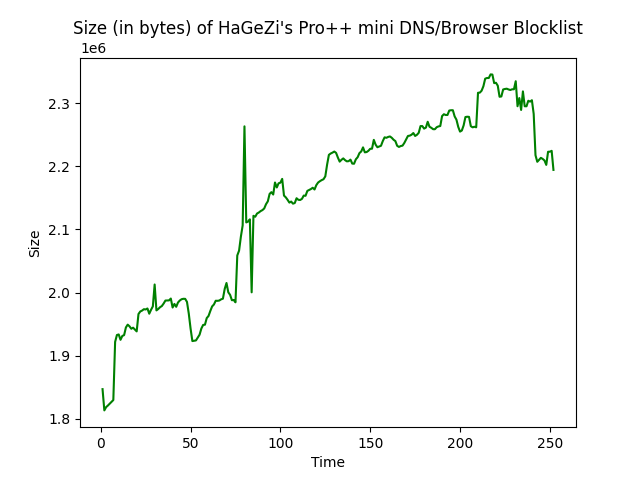 Size (in bytes) of HaGeZi's Pro++ mini DNS/Browser Blocklist
1e6
2.3
2.2
2.1
2.0
1.9
1.8
Size
0 50 100 150 200 250
Time